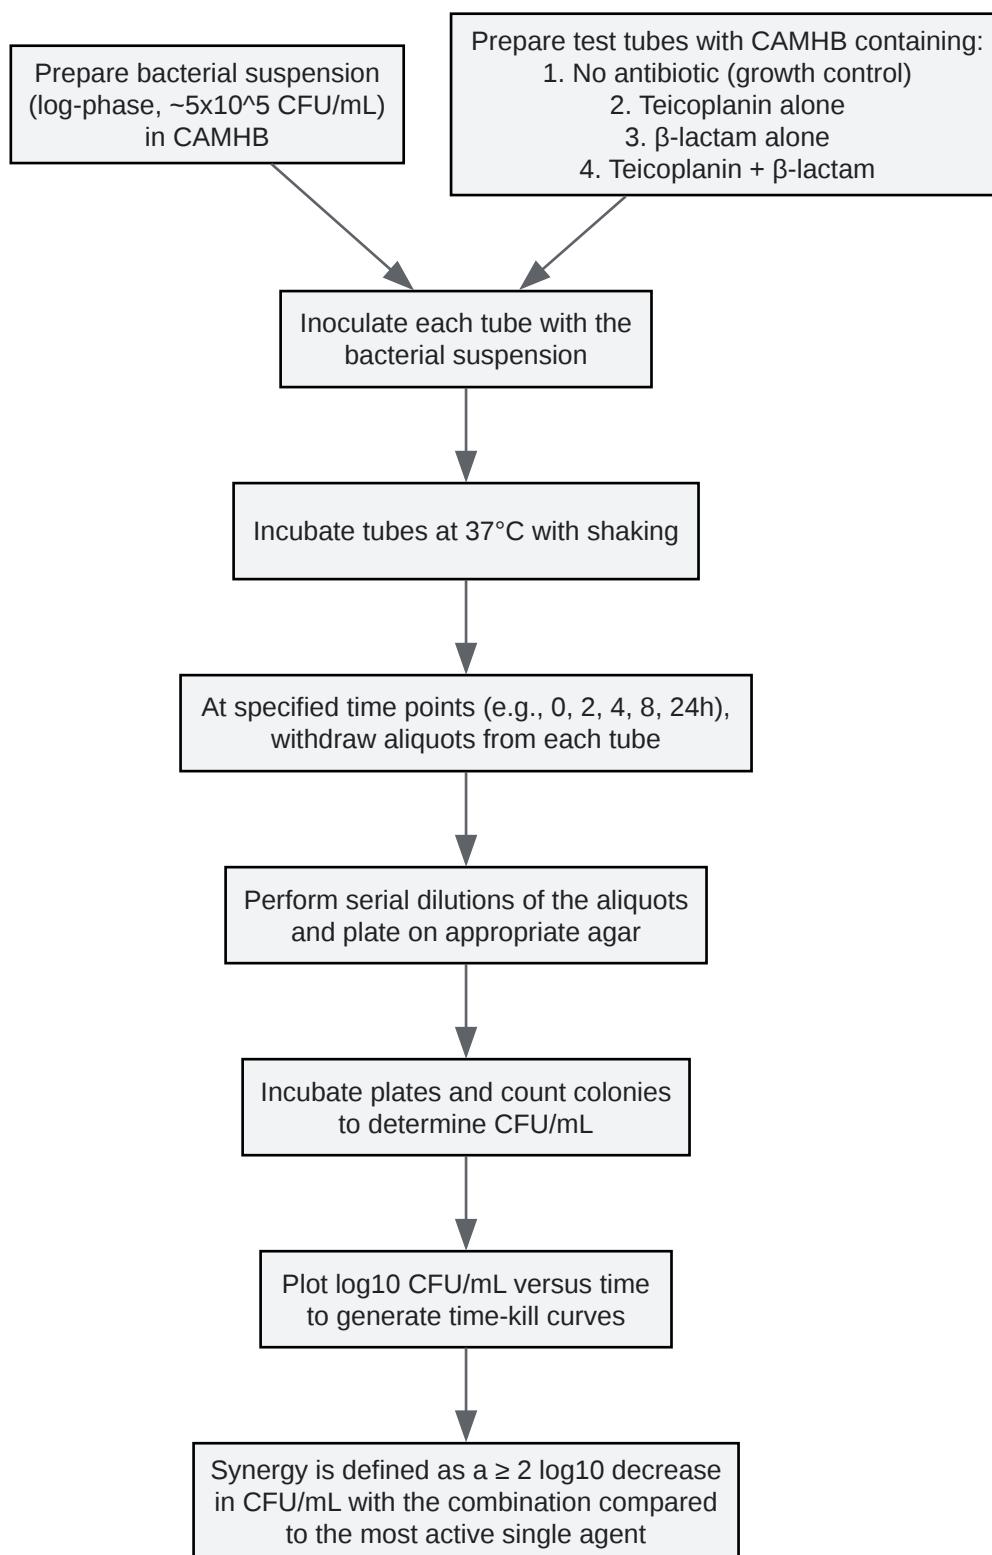 Prepare bacterial suspension
(log-phase, ~5x10^5 CFU/mL)
in CAMHB
Prepare test tubes with CAMHB containing:
1. No antibiotic (growth control)
2. Teicoplanin alone
3. β-lactam alone
4. Teicoplanin + β-lactam
Inoculate each tube with the
bacterial suspension
Incubate tubes at 37°C with shaking
At specified time points (e.g., 0, 2, 4, 8, 24h),
withdraw aliquots from each tube
Perform serial dilutions of the aliquots
and plate on appropriate agar
Incubate plates and count colonies
to determine CFU/mL
Plot log10 CFU/mL versus time
to generate time-kill curves
Synergy is defined as a ≥ 2 log10 decrease
in CFU/mL with the combination compared
to the most active single agent